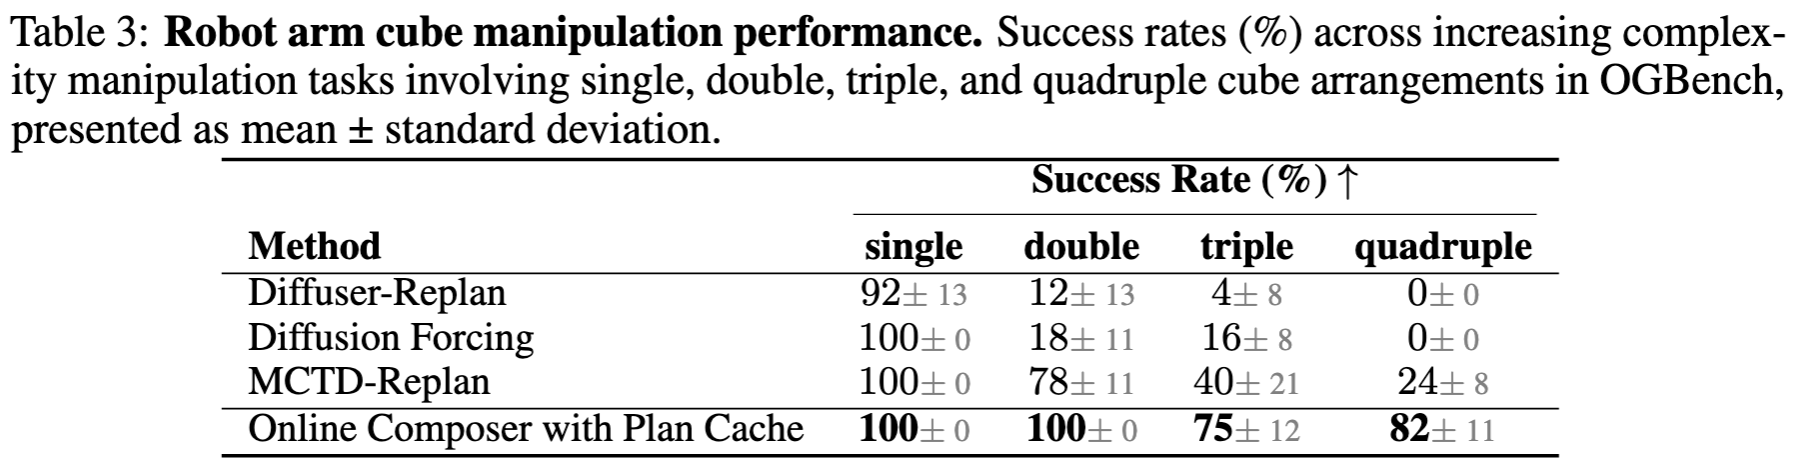 Table 3: Robot arm cube manipulation performance. Success rates (%) across increasing complex-
ity manipulation tasks involving single, double, triple, and quadruple cube arrangements in OGBench,
presented as mean ± standard deviation.
Success Rate (%) ↑
Method single double triple quadruple
Diffuser-Replan 92± 13 12± 13 4± 8 0± 0
Diffusion Forcing 100± 0 18± 11 16± 8 0± 0
MCTD-Replan 100± 0 78± 11 40± 21 24± 8
Online Composer with Plan Cache 100± 0 100± 0 75± 12 82± 11